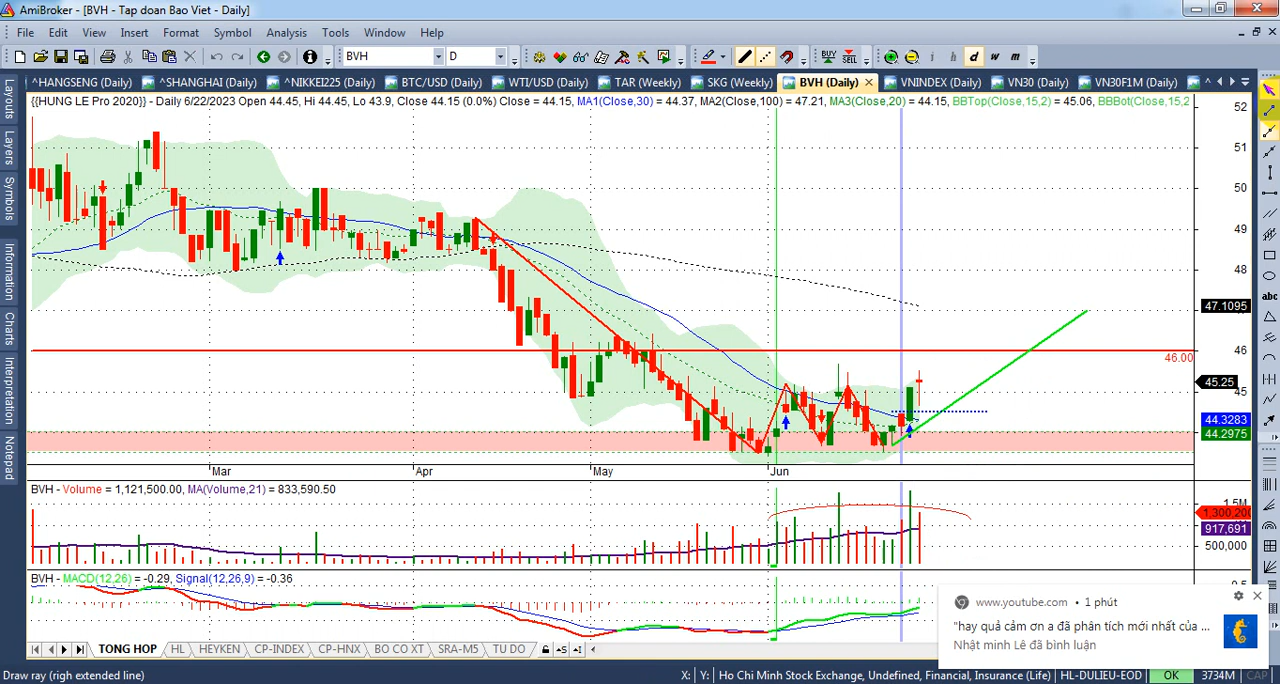 AmiBroker - [BVH - Tap doan Bao Viet - Daily]
File Edit View Insert Format Symbol Analysis Tools Window Help
BVH D BUY SELL i h d w m
^HANGSENG (Daily) ^SHANGHAI (Daily) ^NIKKEI225 (Daily) BTC/USD (Daily) WTI/USD (Daily) TAR (Weekly) SKG (Weekly) BVH (Daily) VNINDEX (Daily) VN30 (Daily) VN30F1M (Daily)
{{HUNG LE Pro 2020}} - Daily 6/22/2023 Open 44.45, Hi 44.45, Lo 43.9, Close 44.15 (0.0%) Close = 44.15, MA1(Close,30) = 44.37, MA2(Close,100) = 47.21, MA3(Close,20) = 44.15, BBTop(Close,15,2) = 45.06, BBBot(Close,15,2
Layouts
Layers
Symbols
Information
Charts
Interpretation
Notepad
52
51
50
49
48
47.1095
46
46.00
45.25
45
44.3283
44.2975
Mar Apr May Jun
BVH - Volume = 1,121,500.00, MA(Volume,21) = 833,590.50
1.5M
1,300,200
917,691
500,000
BVH - MACD(12,26) = -0.29, Signal(12,26,9) = -0.36
0.5
abc
www.youtube.com • 1 phút
"hay quả cảm ơn a đã phân tích mới nhất của ...
Nhật minh Lê đã bình luận
TONG HOP HL HEYKEN CP-INDEX CP-HNX BO CO XT SRA-M5 TU DO
Draw ray (righ extended line) X: Y: Ho Chi Minh Stock Exchange, Undefined, Financial, Insurance (Life) HL-DULIEU-EOD OK 3734M CAP